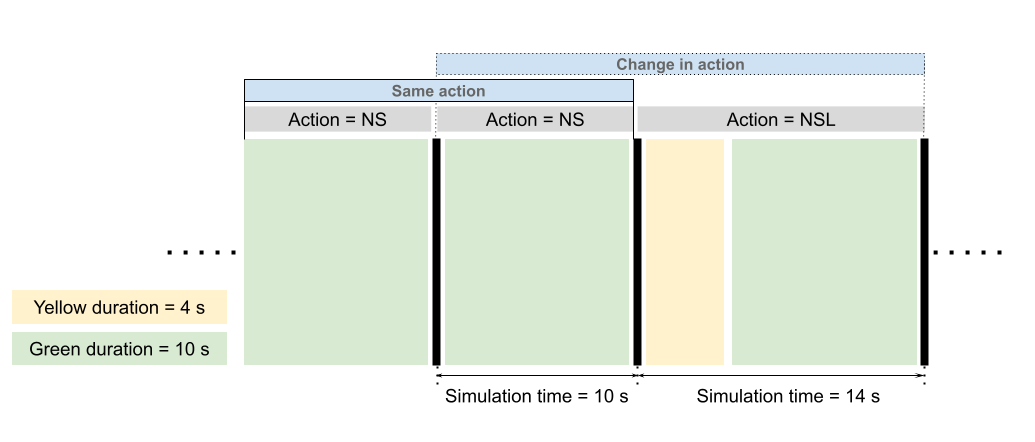 Change in action
Same action
Action = NS
Action = NS
Action = NSL
Yellow duration = 4 s
Green duration = 10 s
Simulation time = 10 s
Simulation time = 14 s